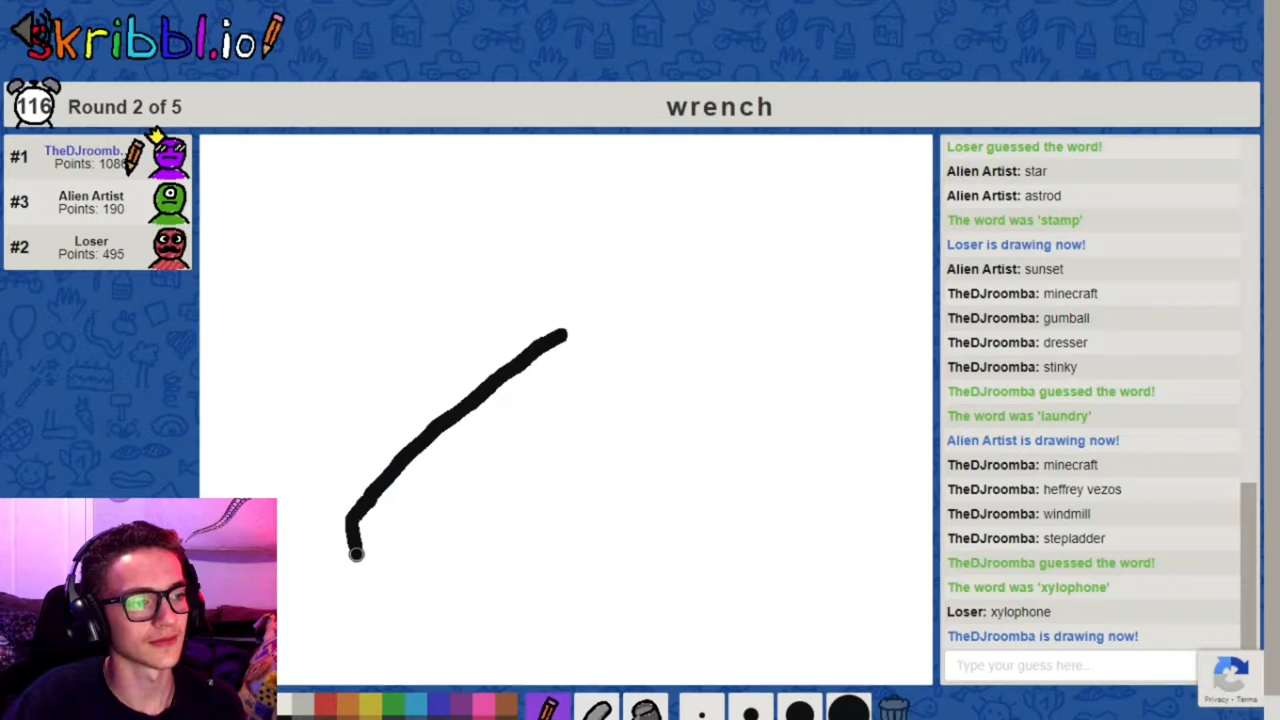 skribbl.io
116
Round 2 of 5
wrench
#1
TheDJroomb..
Points: 1086
#3
Alien Artist
Points: 190
#2
Loser
Points: 495
Loser guessed the word!
Alien Artist: star
Alien Artist: astrod
The word was 'stamp'
Loser is drawing now!
Alien Artist: sunset
TheDJroomba: minecraft
TheDJroomba: gumball
TheDJroomba: dresser
TheDJroomba: stinky
TheDJroomba guessed the word!
The word was 'laundry'
Alien Artist is drawing now!
TheDJroomba: minecraft
TheDJroomba: heffrey vezos
TheDJroomba: windmill
TheDJroomba: stepladder
TheDJroomba guessed the word!
The word was 'xylophone'
Loser: xylophone
TheDJroomba is drawing now!
Type your guess here...
Privacy - Terms